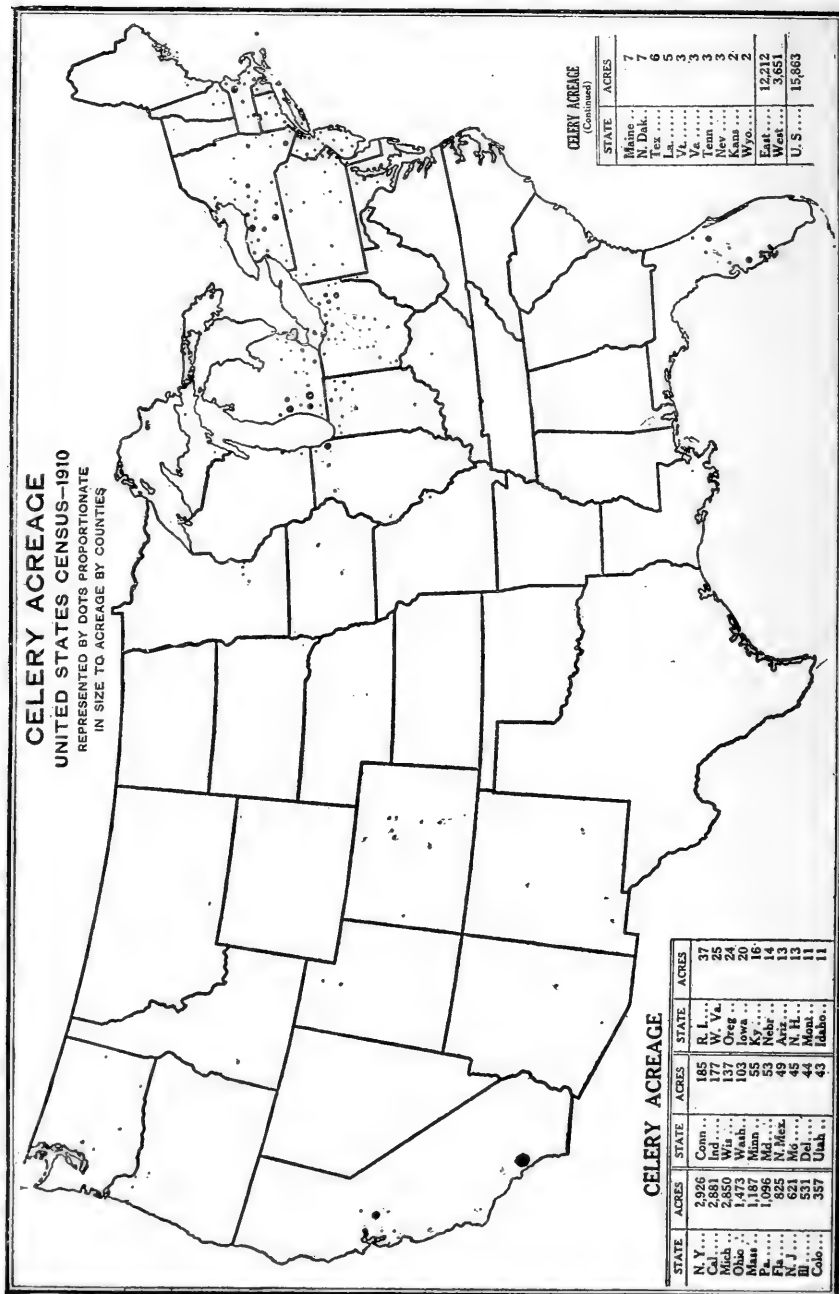 CELERY ACREAGE
UNITED STATES CENSUS–1910
REPRESENTED BY DOTS PROPORTIONATE
IN SIZE TO ACREAGE BY COUNTIES
CELERY ACREAGE
STATE ACRES STATE ACRES STATE ACRES
N. Y... 2,926 Conn .. 185 R. I.... 37
Cal.... 2,881 Ind.... 177 W. Va. 25
Mich .. 2,850 Wis ... 137 Oreg .. 24
Ohio .. 1,473 Wash.. 103 Iowa .. 20
Mass .. 1,187 Minn .. 55 Ky .... 16
Pa..... 1,096 Md.... 53 Nebr .. 14
Fla .... 825 N. Mex. 49 Ariz... 13
N. J ... 621 Mo .... 45 N. H... 13
Ill ..... 531 Del.... 44 Mont .. 11
Colo... 357 Utah .. 43 Idaho.. 11
CELERY ACREAGE
(Continued)
STATE ACRES
Maine .. 7
N. Dak.. 7
Tex .... 6
La..... 5
Vt..... 3
Va .... 3
Tenn ... 3
Nev .... 3
Kans ... 2
Wyo.... 2
East.... 12,212
West... 3,651
U. S..... 15,863